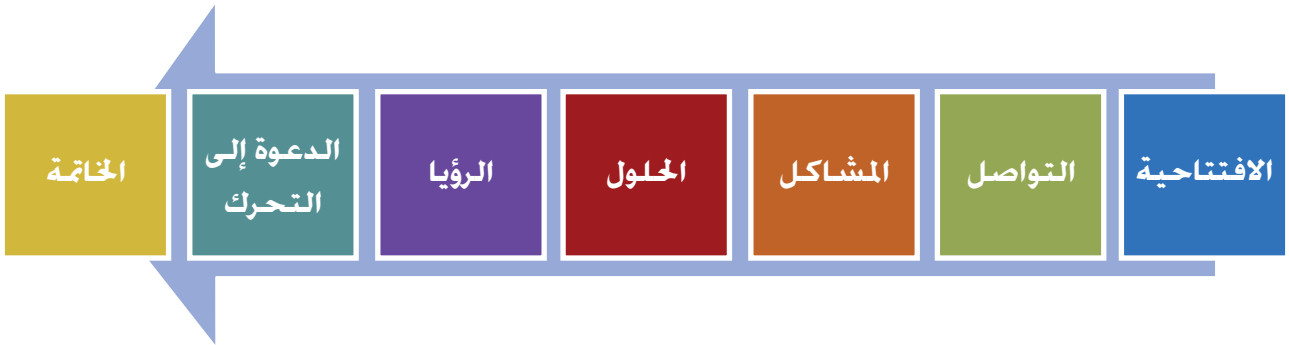 الافتتاحية
التواصل
المشاكل
الحلول
الرؤيا
الدعوة إلى
التحرك
الخاتمة